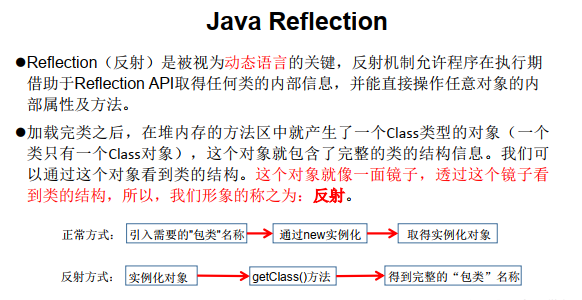 Java Reflection
●Reflection（反射）是被视为动态语言的关键，反射机制允许程序在执行期
借助于Reflection API取得任何类的内部信息，并能直接操作任意对象的内
部属性及方法。
●加载完类之后，在堆内存的方法区中就产生了一个Class类型的对象（一个
类只有一个Class对象），这个对象就包含了完整的类的结构信息。我们可
以通过这个对象看到类的结构。这个对象就像一面镜子，透过这个镜子看
到类的结构，所以，我们形象的称之为：反射。
正常方式： 引入需要的"包类"名称 通过new实例化 取得实例化对象
反射方式： 实例化对象 getClass()方法 得到完整的“包类”名称